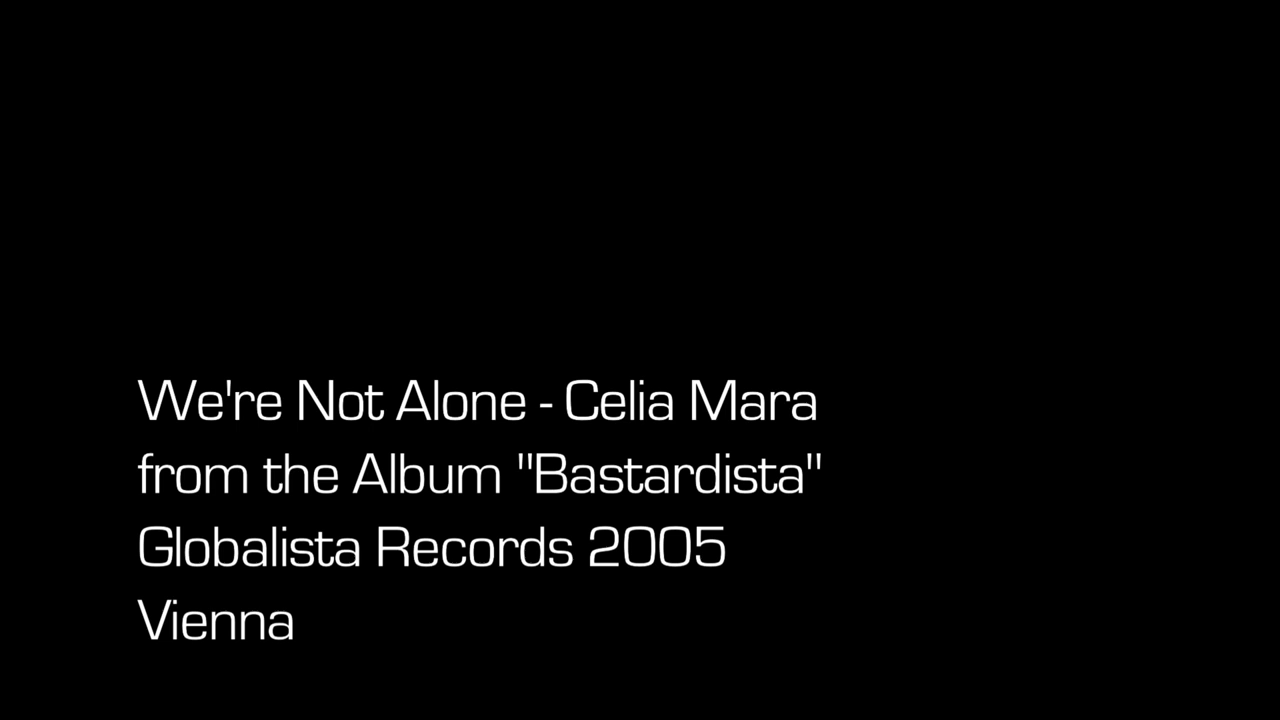 We're Not Alone - Celia Mara
from the Album "Bastardista"
Globalista Records 2005
Vienna